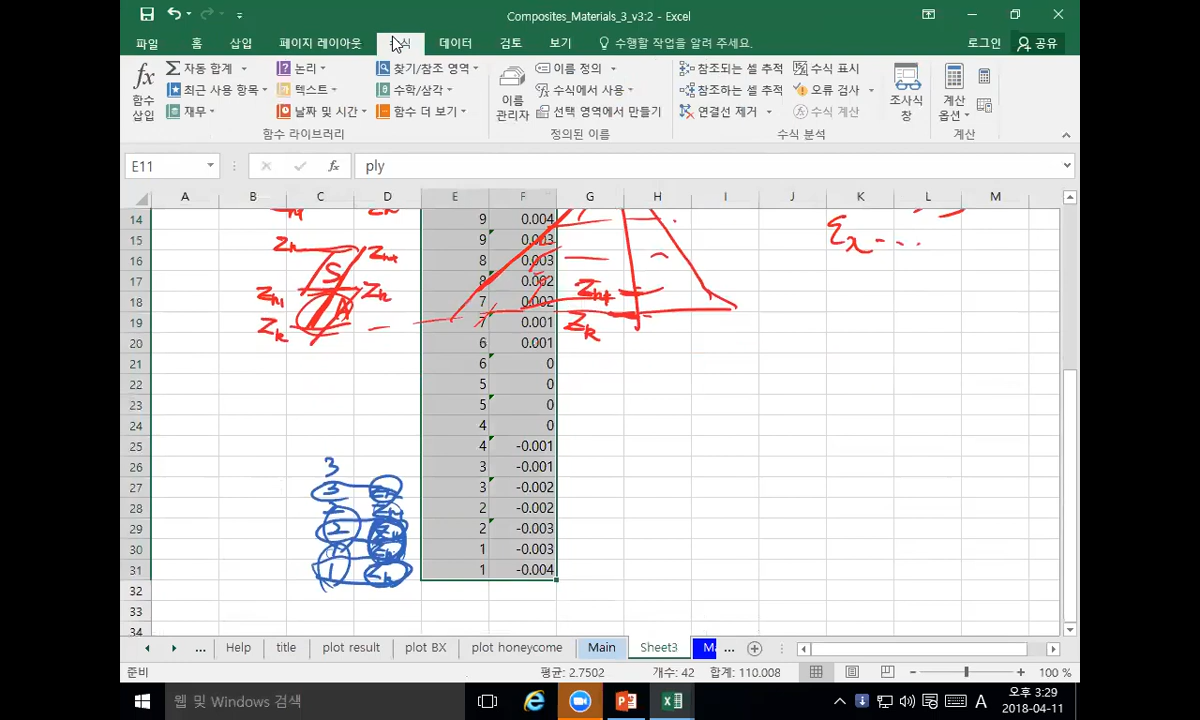 Composites_Materials_3_v3:2 - Excel
파일 홈 삽입 페이지 레이아웃 수식 데이터 검토 보기 수행할 작업을 알려 주세요. 로그인 공유
자동 합계 논리 찾기/참조 영역 이름 정의 참조되는 셀 추적 수식 표시
최근 사용 항목 텍스트 수학/삼각 수식에서 사용 참조하는 셀 추적 오류 검사
재무 날짜 및 시간 함수 더 보기 선택 영역에서 만들기 연결선 제거 수식 계산
함수 삽입 이름 관리자 조사식 창 계산 옵션
함수 라이브러리 정의된 이름 수식 분석 계산
E11 fx ply
A B C D E F G H I J K L M
14 9 0.004
15 9 0.003
16 8 0.003
17 8 0.002
18 7 0.002
19 7 0.001
20 6 0.001
21 6 0
22 5 0
23 5 0
24 4 0
25 4 -0.001
26 3 -0.001
27 3 -0.002
28 2 -0.002
29 2 -0.003
30 1 -0.003
31 1 -0.004
32
33
34
3
3
2
2
1
Zk
Zk
Zk
... Help title plot result plot BX plot honeycome Main Sheet3 ...
준비 평균: 2.7502 개수: 42 합계: 110.008 100 %
웹 및 Windows 검색 A 오후 3:29
2018-04-11